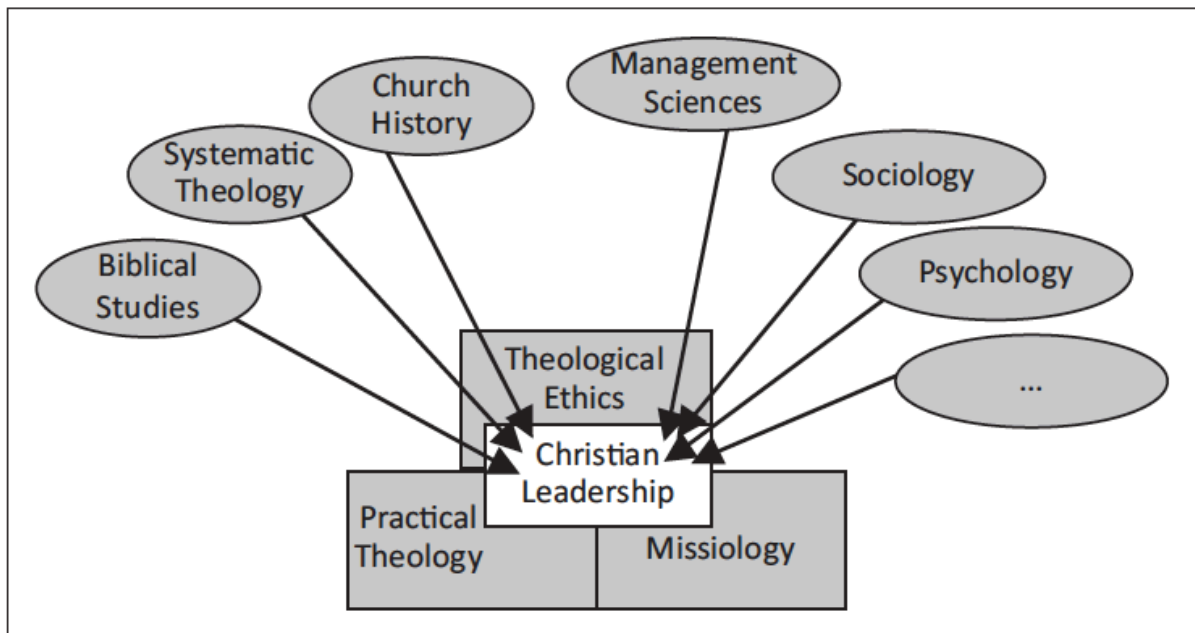 Management
Sciences
Church
History
Systematic
Theology
Sociology
Biblical
Studies
Psychology
...
Theological
Ethics
Christian
Leadership
Practical
Theology
Missiology